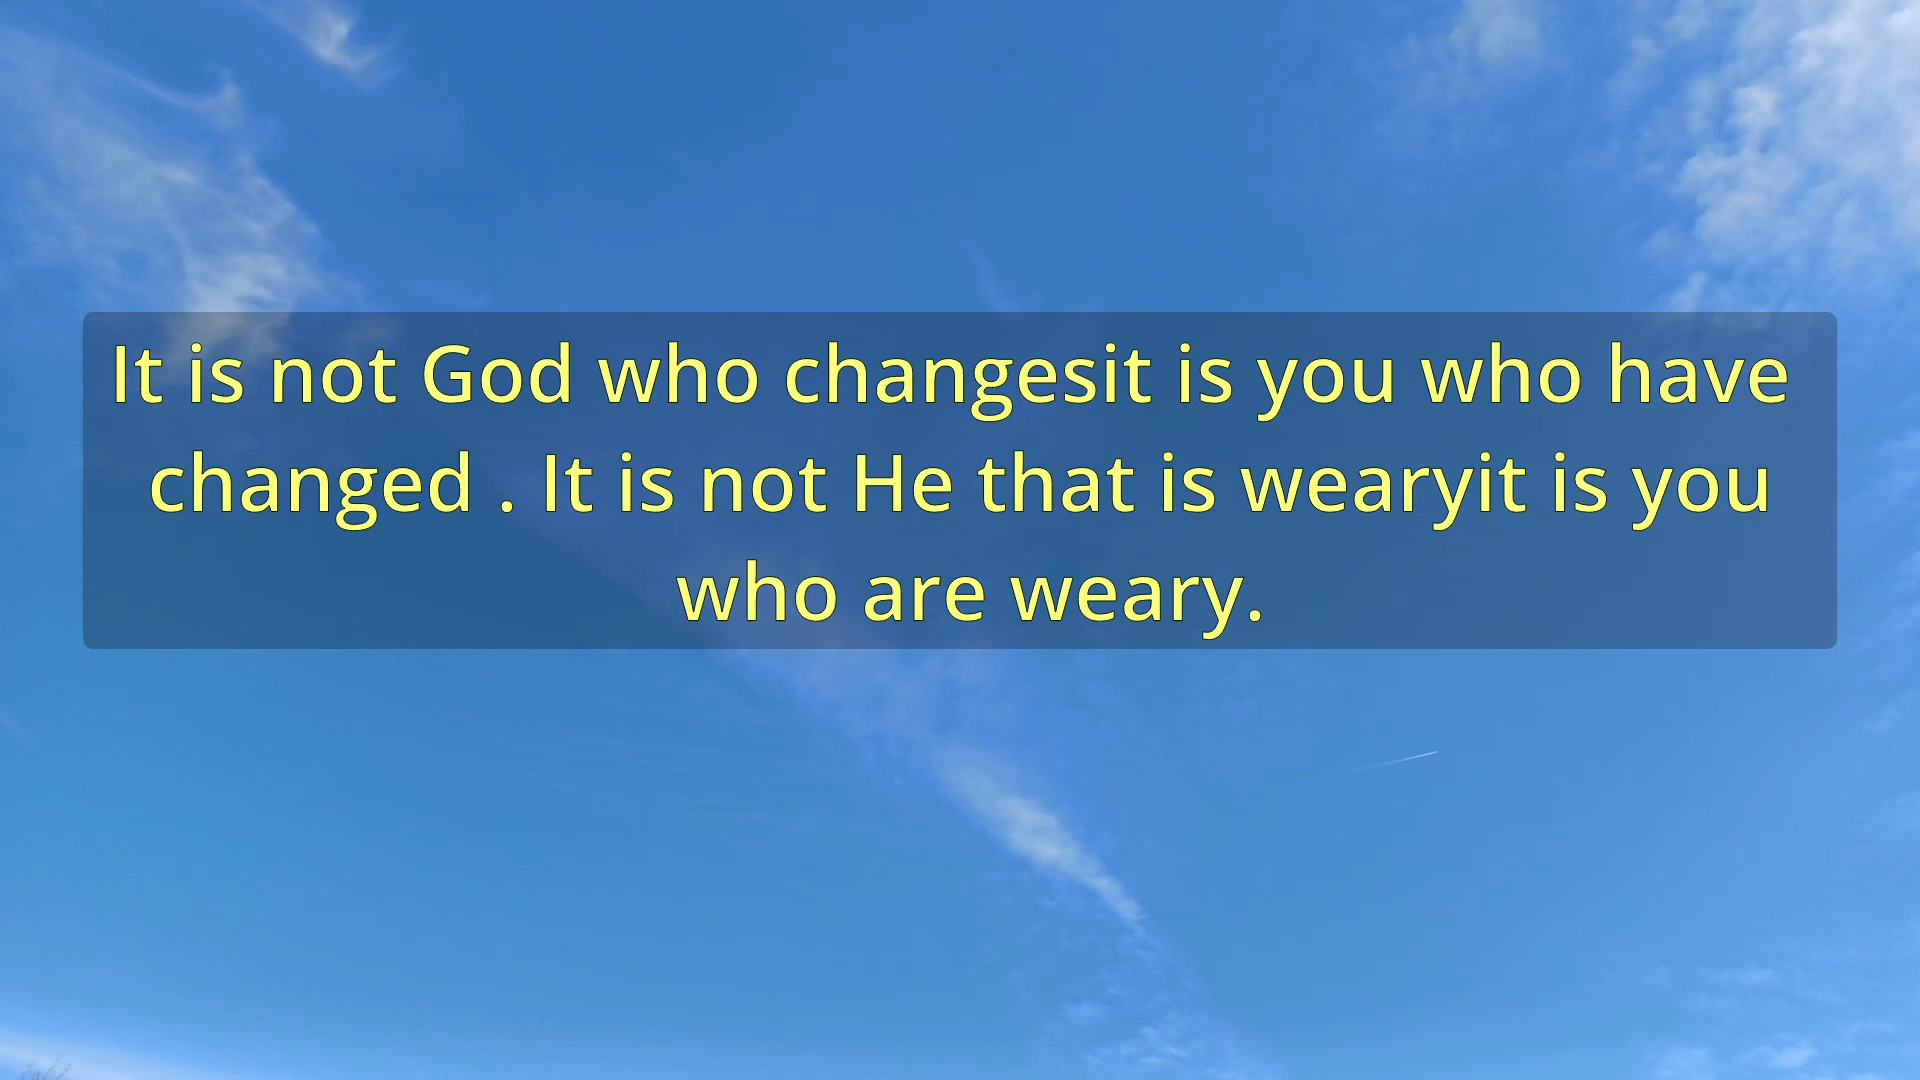 It is not God who changesit is you who have
changed . It is not He that is wearyit is you
who are weary.